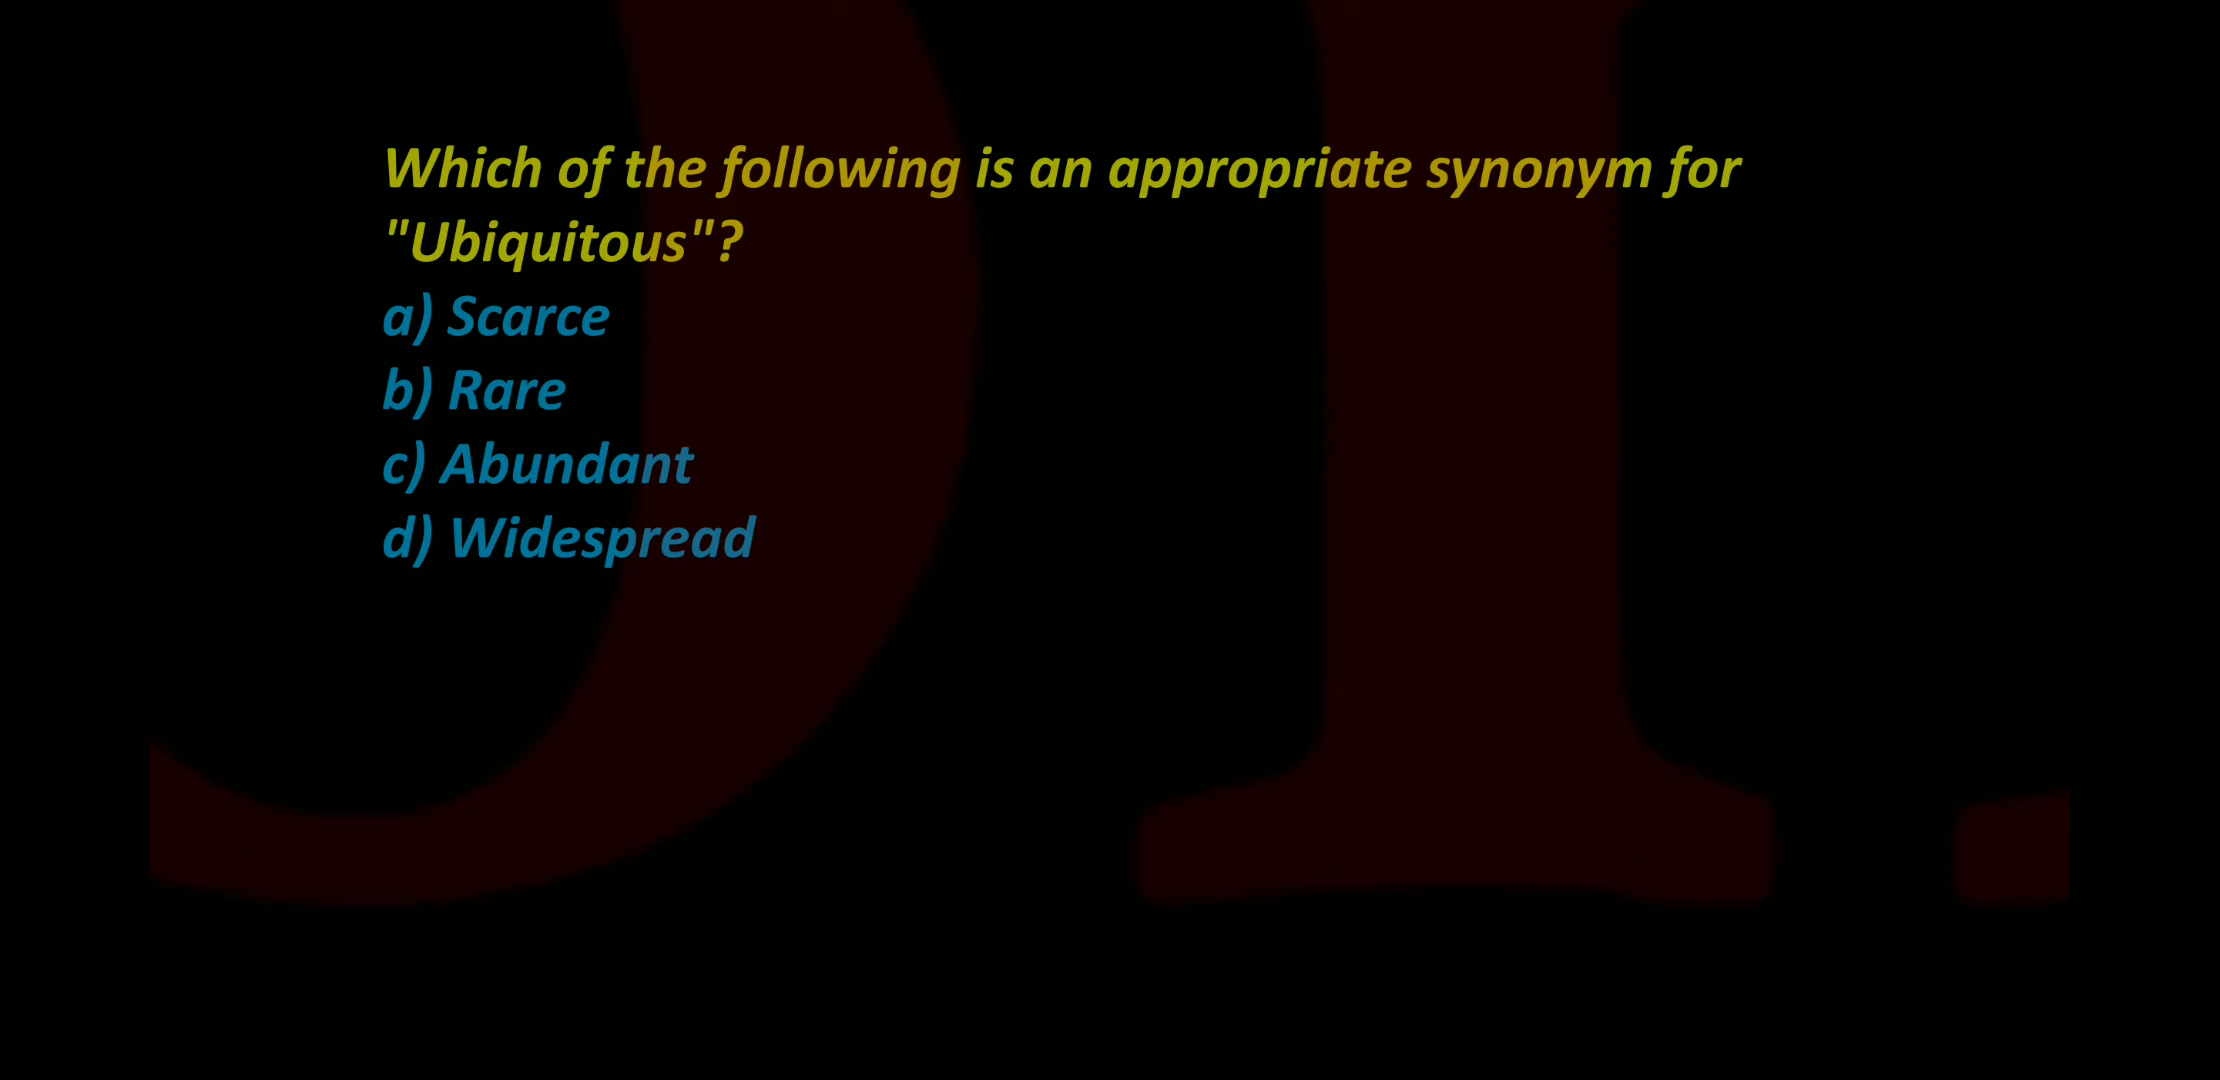 Which of the following is an appropriate synonym for
"Ubiquitous"?
a) Scarce
b) Rare
c) Abundant
d) Widespread